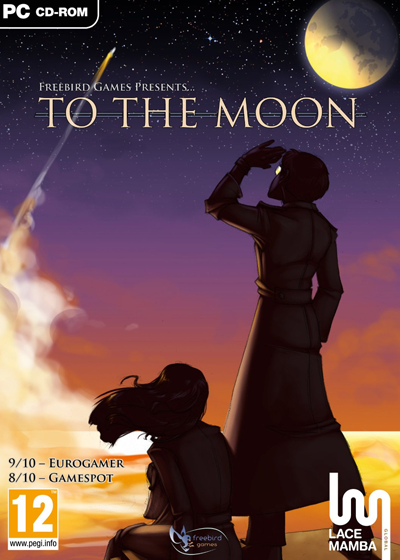 PC CD-ROM
FREEBIRD GAMES PRESENTS...
TO THE MOON
9/10 – EUROGAMER
8/10 – GAMESPOT
12
www.pegi.info
freebird
games
LACE
MAMBA
GLOBAL